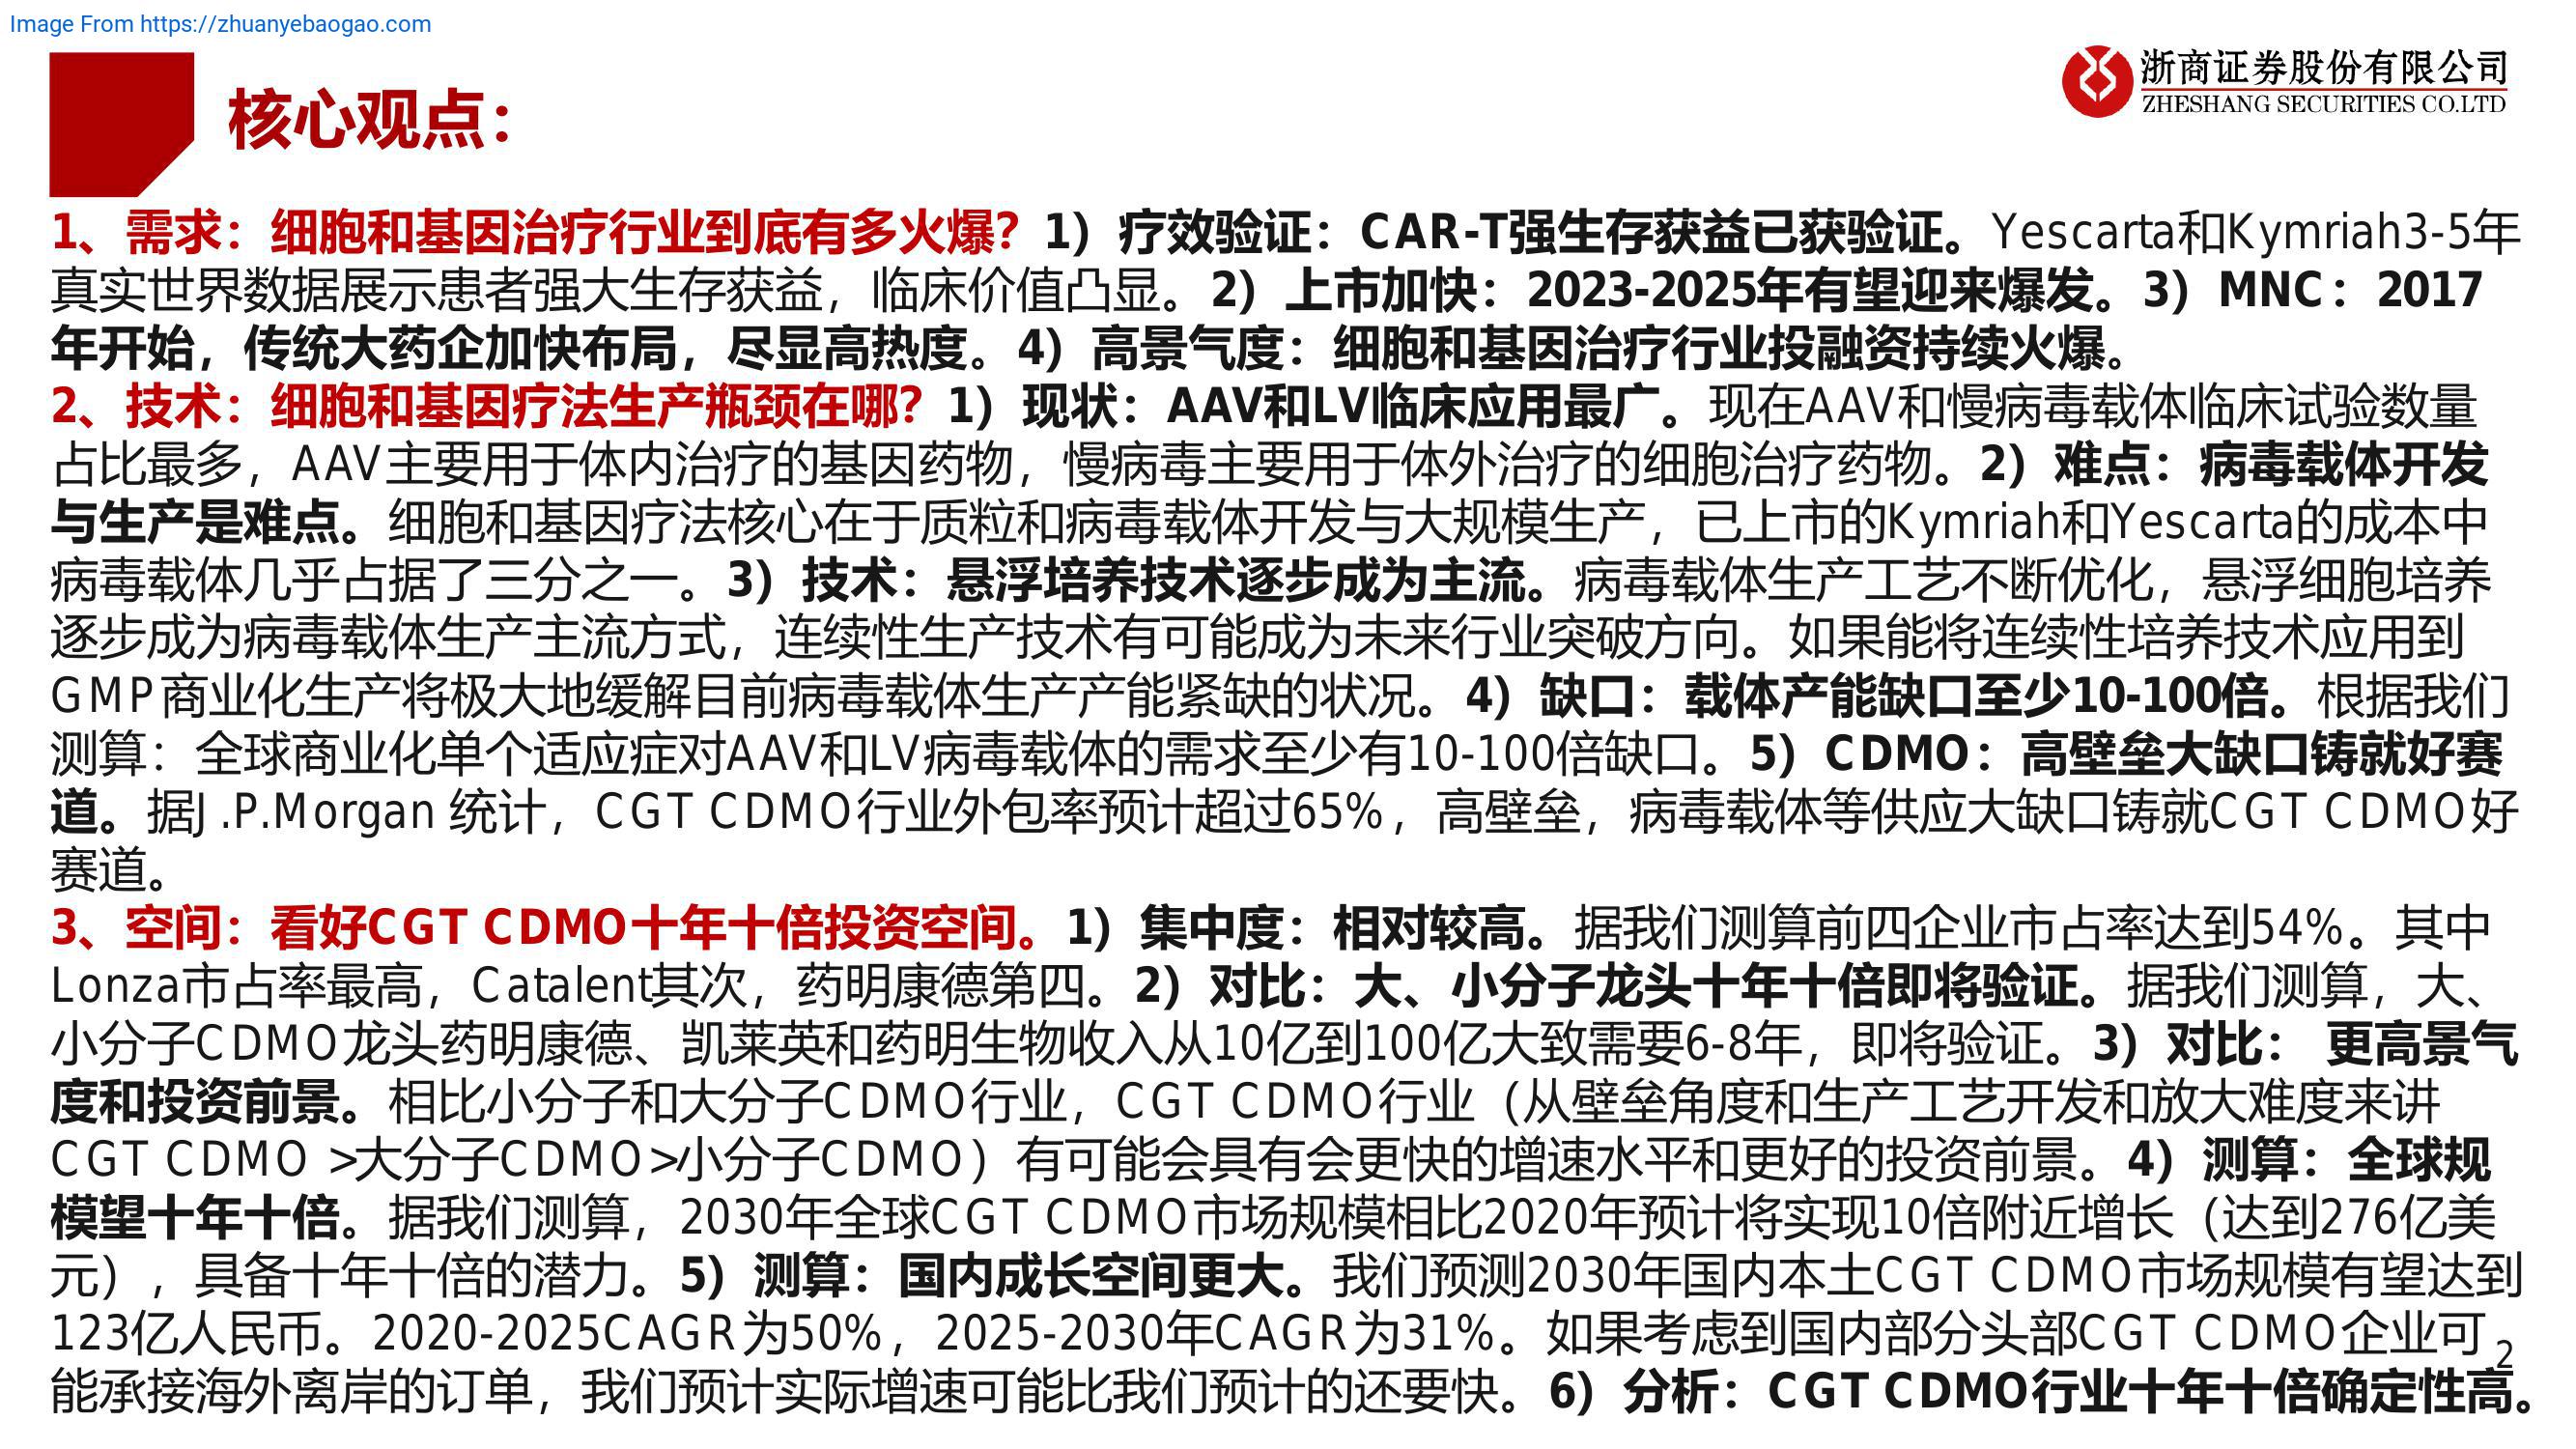 Image From https://zhuanyebaogao.com
浙商证券股份有限公司
ZHESHANG SECURITIES CO.LTD
核心观点：
1、需求：细胞和基因治疗行业到底有多火爆？1）疗效验证：CAR-T强生存获益已获验证。Yescarta和Kymriah3-5年
真实世界数据展示患者强大生存获益，临床价值凸显。2）上市加快：2023-2025年有望迎来爆发。3）MNC：2017
年开始，传统大药企加快布局，尽显高热度。4）高景气度：细胞和基因治疗行业投融资持续火爆。
2、技术：细胞和基因疗法生产瓶颈在哪？1）现状：AAV和LV临床应用最广。现在AAV和慢病毒载体临床试验数量
占比最多，AAV主要用于体内治疗的基因药物，慢病毒主要用于体外治疗的细胞治疗药物。2）难点：病毒载体开发
与生产是难点。细胞和基因疗法核心在于质粒和病毒载体开发与大规模生产，已上市的Kymriah和Yescarta的成本中
病毒载体几乎占据了三分之一。3）技术：悬浮培养技术逐步成为主流。病毒载体生产工艺不断优化，悬浮细胞培养
逐步成为病毒载体生产主流方式，连续性生产技术有可能成为未来行业突破方向。如果能将连续性培养技术应用到
GMP商业化生产将极大地缓解目前病毒载体生产产能紧缺的状况。4）缺口：载体产能缺口至少10-100倍。根据我们
测算：全球商业化单个适应症对AAV和LV病毒载体的需求至少有10-100倍缺口。5）CDMO：高壁垒大缺口铸就好赛
道。据J.P.Morgan 统计，CGT CDMO行业外包率预计超过65%，高壁垒，病毒载体等供应大缺口铸就CGT CDMO好
赛道。
3、空间：看好CGT CDMO十年十倍投资空间。1）集中度：相对较高。据我们测算前四企业市占率达到54%。其中
Lonza市占率最高，Catalent其次，药明康德第四。2）对比：大、小分子龙头十年十倍即将验证。据我们测算，大、
小分子CDMO龙头药明康德、凯莱英和药明生物收入从10亿到100亿大致需要6-8年，即将验证。3）对比： 更高景气
度和投资前景。相比小分子和大分子CDMO行业，CGT CDMO行业（从壁垒角度和生产工艺开发和放大难度来讲
CGT CDMO >大分子CDMO>小分子CDMO）有可能会具有会更快的增速水平和更好的投资前景。4）测算：全球规
模望十年十倍。据我们测算，2030年全球CGT CDMO市场规模相比2020年预计将实现10倍附近增长（达到276亿美
元），具备十年十倍的潜力。5）测算：国内成长空间更大。我们预测2030年国内本土CGT CDMO市场规模有望达到
123亿人民币。2020-2025CAGR为50%，2025-2030年CAGR为31%。如果考虑到国内部分头部CGT CDMO企业可
能承接海外离岸的订单，我们预计实际增速可能比我们预计的还要快。6）分析：CGT CDMO行业十年十倍确定性高。
2